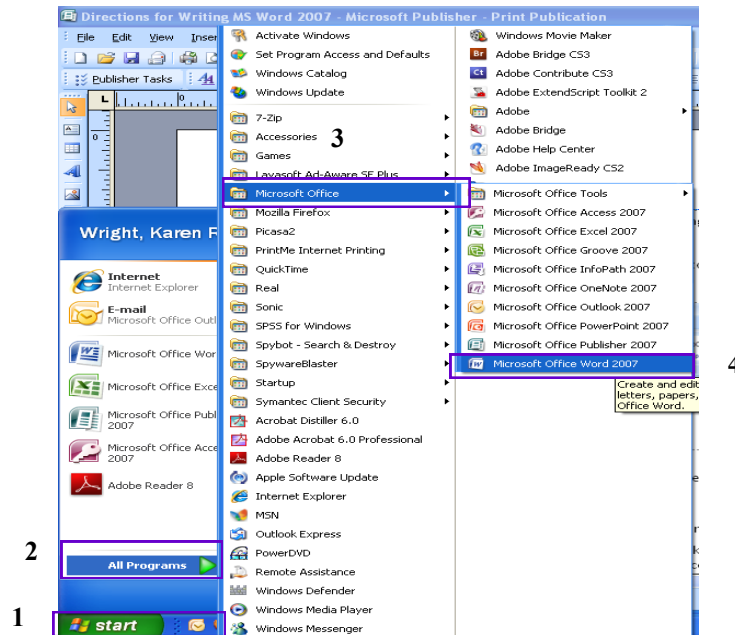 Directions for Writing MS Word 2007 - Microsoft Publisher - Print Publication
File Edit View Inser
Publisher Tasks
L 0
0
Wright, Karen R
Internet
Internet Explorer
E-mail
Microsoft Office Outl
Microsoft Office Wor
Microsoft Office Exce
Microsoft Office Publ
2007
Microsoft Office Acce
2007
Adobe Reader 8
2
All Programs
1
start
Activate Windows
Set Program Access and Defaults
Windows Catalog
Windows Update
7-Zip
Accessories
3
Games
Lavasoft Ad-Aware SE Plus
Microsoft Office
Mozilla Firefox
Picasa2
PrintMe Internet Printing
QuickTime
Real
Sonic
SPSS for Windows
Spybot - Search & Destroy
SpywareBlaster
Startup
Symantec Client Security
Acrobat Distiller 6.0
Adobe Acrobat 6.0 Professional
Adobe Reader 8
Apple Software Update
Internet Explorer
MSN
Outlook Express
PowerDVD
Remote Assistance
Windows Defender
Windows Media Player
Windows Messenger
Windows Movie Maker
Br Adobe Bridge CS3
Ct Adobe Contribute CS3
Adobe ExtendScript Toolkit 2
Adobe
Adobe Bridge
Adobe Help Center
Adobe ImageReady CS2
Microsoft Office Tools
Microsoft Office Access 2007
Microsoft Office Excel 2007
Microsoft Office Groove 2007
Microsoft Office InfoPath 2007
Microsoft Office OneNote 2007
Microsoft Office Outlook 2007
Microsoft Office PowerPoint 2007
Microsoft Office Publisher 2007
Microsoft Office Word 2007
4
Create and edit
letters, papers,
Office Word.